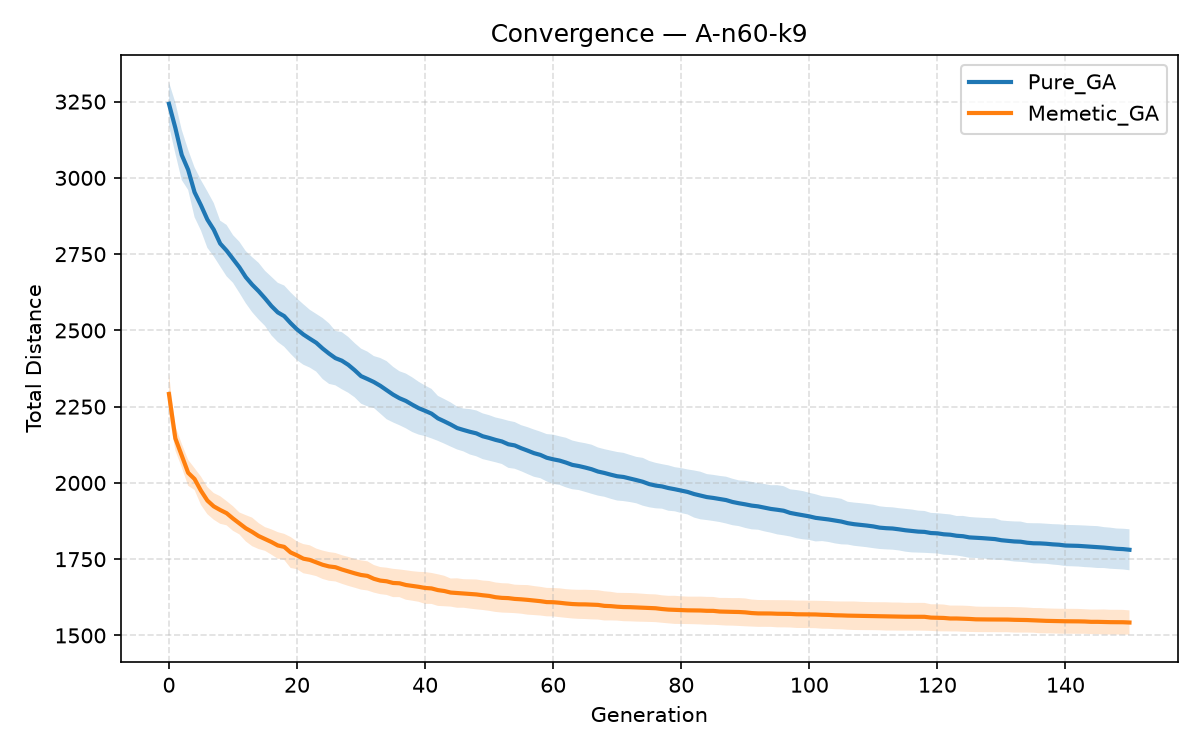 Convergence — A-n60-k9
Pure_GA
Memetic_GA
Total Distance
3250
3000
2750
2500
2250
2000
1750
1500
0 20 40 60 80 100 120 140
Generation